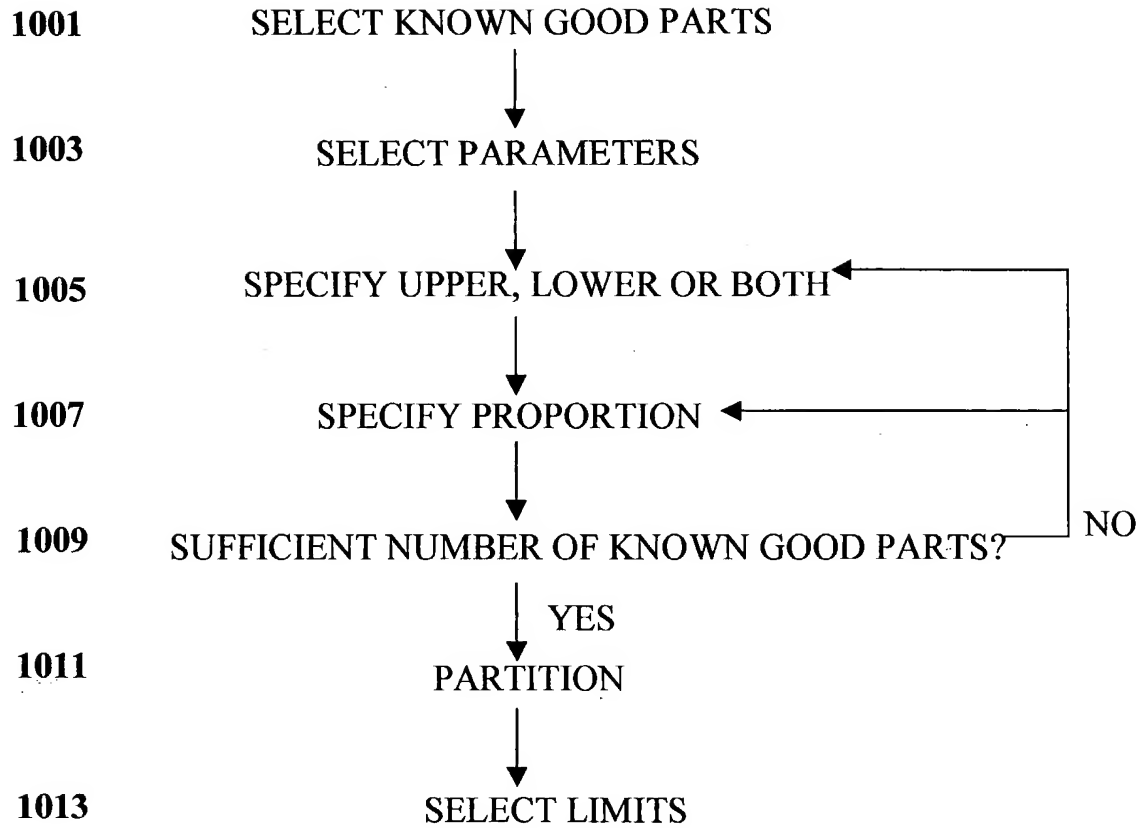 1001 SELECT KNOWN GOOD PARTS
1003 SELECT PARAMETERS
1005 SPECIFY UPPER, LOWER OR BOTH
1007 SPECIFY PROPORTION
NO
1009 SUFFICIENT NUMBER OF KNOWN GOOD PARTS?
YES
1011 PARTITION
1013 SELECT LIMITS